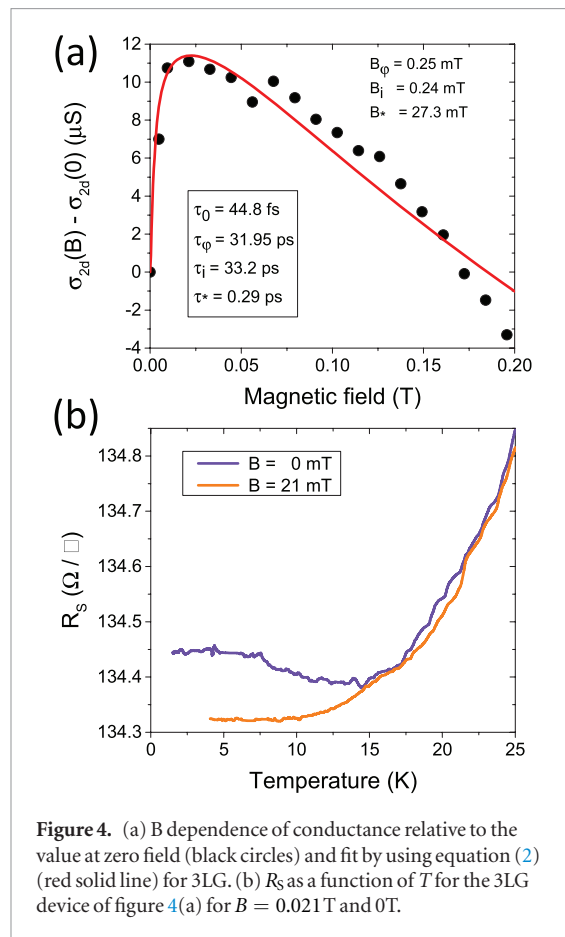 (a)
12
10
8
6
4
2
0
-2
-4
σ2d(B) - σ2d(0) (μS)
Bφ = 0.25 mT
Bi = 0.24 mT
B* = 27.3 mT
τ0 = 44.8 fs
τφ = 31.95 ps
τi = 33.2 ps
τ* = 0.29 ps
0.00 0.05 0.10 0.15 0.20
Magnetic field (T)
(b)
B = 0 mT
B = 21 mT
134.8
134.7
134.6
134.5
134.4
134.3
RS (Ω / □)
0 5 10 15 20 25
Temperature (K)
Figure 4. (a) B dependence of conductance relative to the
value at zero field (black circles) and fit by using equation (2)
(red solid line) for 3LG. (b) RS as a function of T for the 3LG
device of figure 4(a) for B = 0.021 T and 0T.